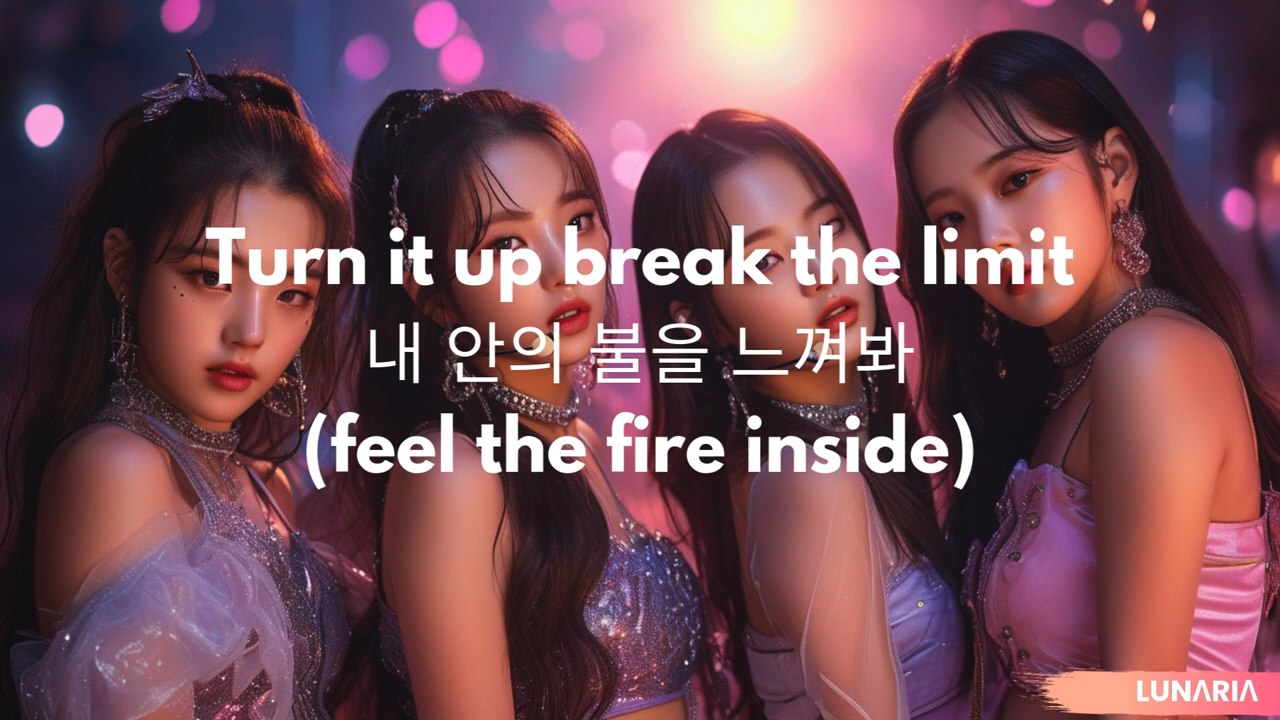 Turn it up break the limit
내 안의 불을 느껴봐
(feel the fire inside)
LUNARIA